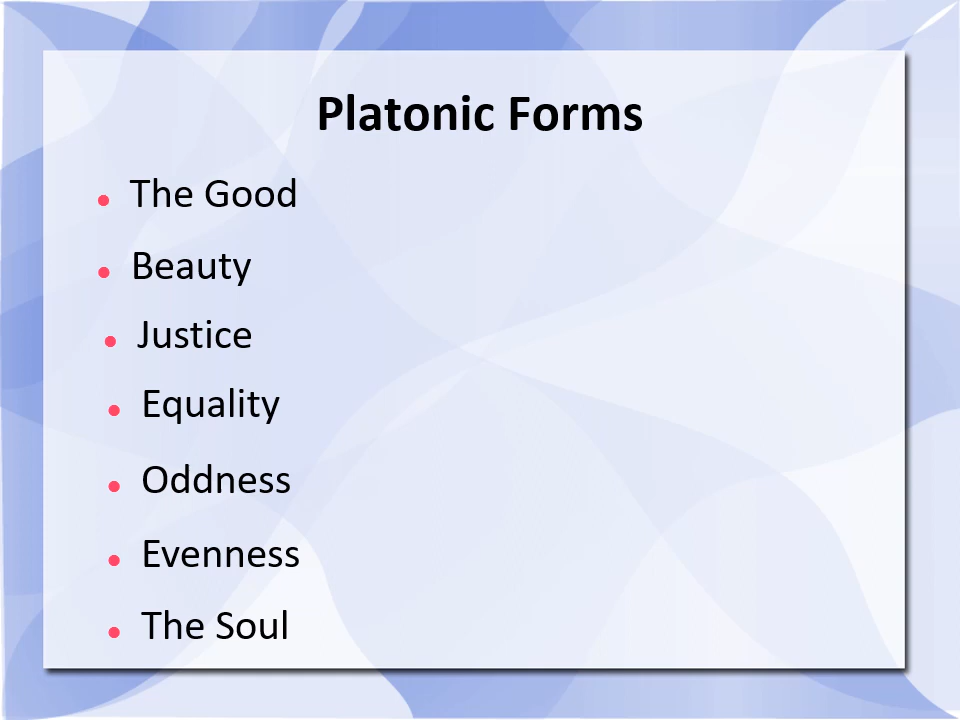 Platonic Forms
• The Good
• Beauty
• Justice
• Equality
• Oddness
• Evenness
• The Soul